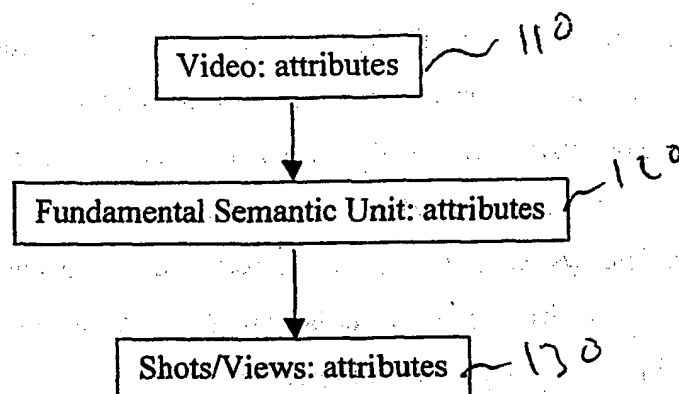 Video: attributes
110
Fundamental Semantic Unit: attributes
120
Shots/Views: attributes
130